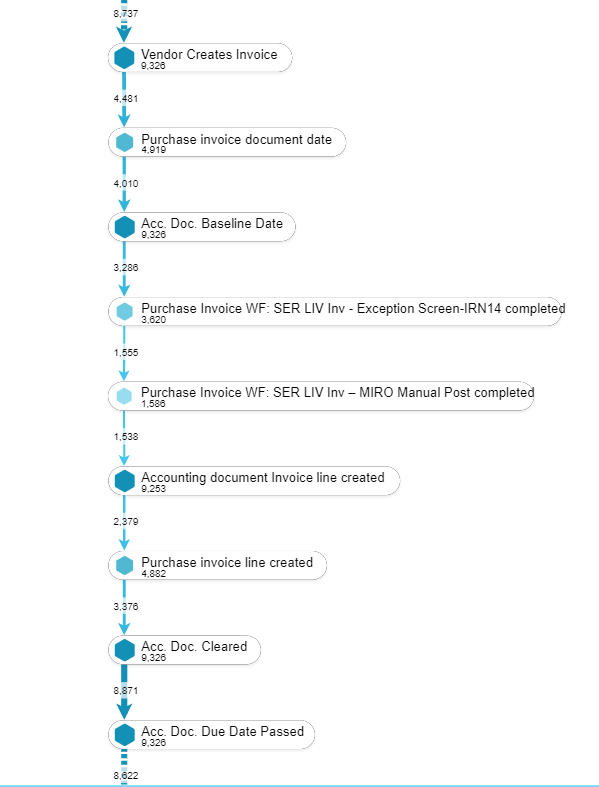 8,737
Vendor Creates Invoice
9,326
4,481
Purchase invoice document date
4,919
4,010
Acc. Doc. Baseline Date
9,326
3,286
Purchase Invoice WF: SER LIV Inv - Exception Screen-IRN14 completed
3,620
1,555
Purchase Invoice WF: SER LIV Inv – MIRO Manual Post completed
1,586
1,538
Accounting document Invoice line created
9,253
2,379
Purchase invoice line created
4,882
3,376
Acc. Doc. Cleared
9,326
8,871
Acc. Doc. Due Date Passed
9,326
8,622